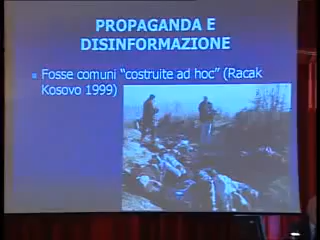 PROPAGANDA E
DISINFORMAZIONE
Fosse comuni “costruite ad hoc” (Racak
Kosovo 1999)